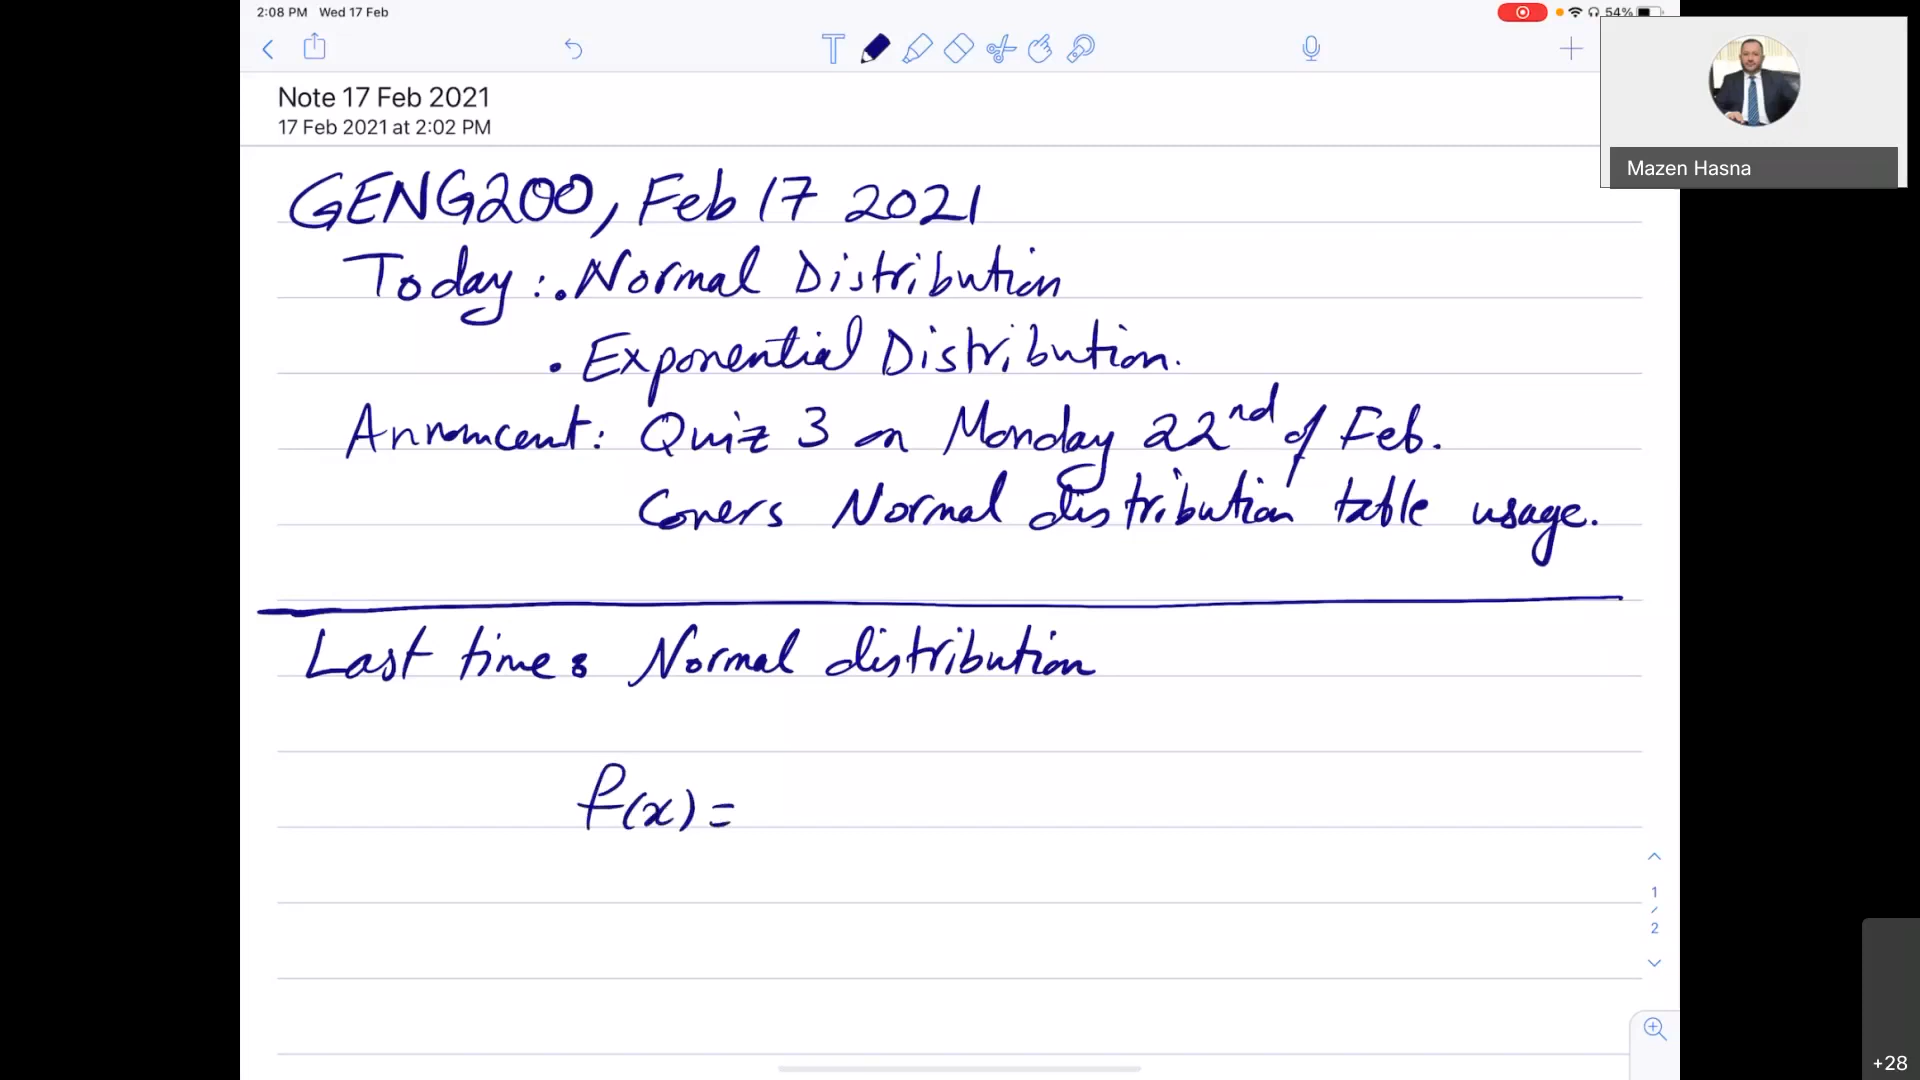 2:08 PM Wed 17 Feb
54%
Note 17 Feb 2021
17 Feb 2021 at 2:02 PM
Mazen Hasna
GENG200, Feb 17 2021
Today : . Normal Distribution
. Exponential Distribution.
Announcent: Quiz 3 on Monday 22nd of Feb.
Covers Normal distribution table usage.
Last time: Normal distribution
f(x) =
1
/
2
+28